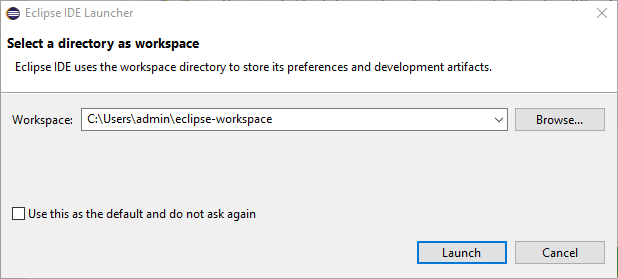 Eclipse IDE Launcher
Select a directory as workspace
Eclipse IDE uses the workspace directory to store its preferences and development artifacts.
Workspace: C:\Users\admin\eclipse-workspace Browse...
Use this as the default and do not ask again
Launch Cancel